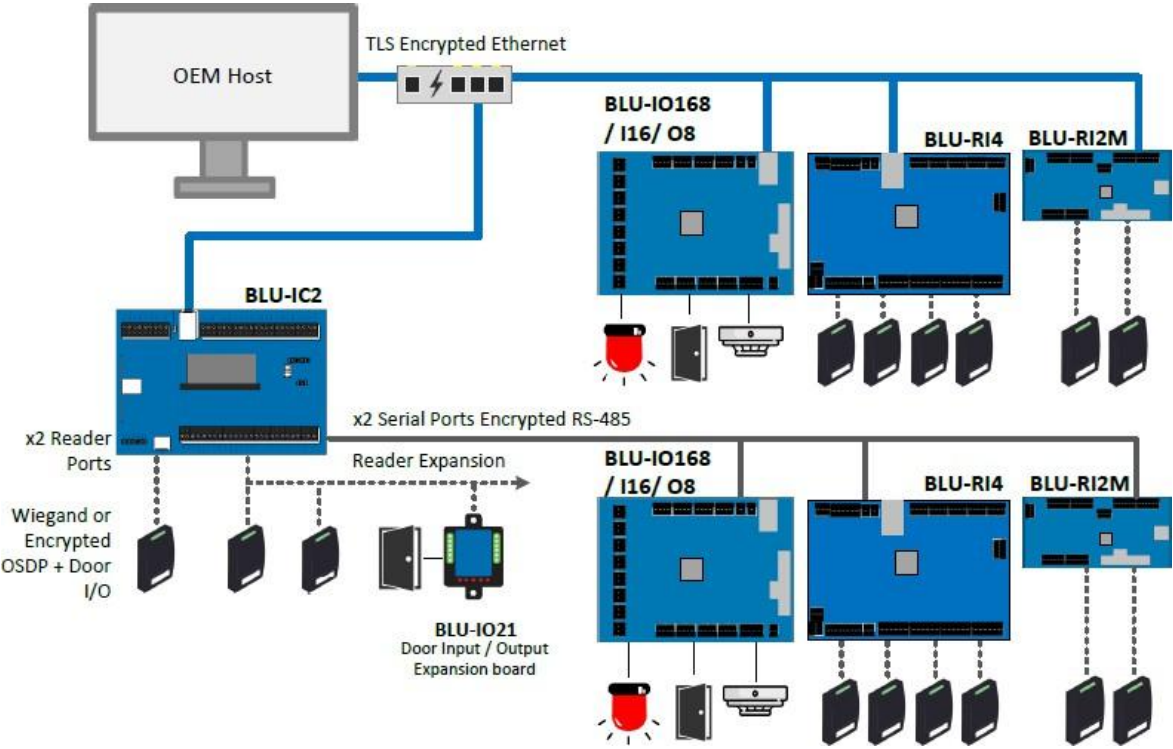 TLS Encrypted Ethernet
OEM Host
BLU-IO168
/ I16/ O8
BLU-RI4
BLU-RI2M
BLU-IC2
x2 Serial Ports Encrypted RS-485
x2 Reader
Ports
Reader Expansion
BLU-IO168
/ I16/ O8
BLU-RI4
BLU-RI2M
Wiegand or
Encrypted
OSDP + Door
I/O
BLU-IO21
Door Input / Output
Expansion board